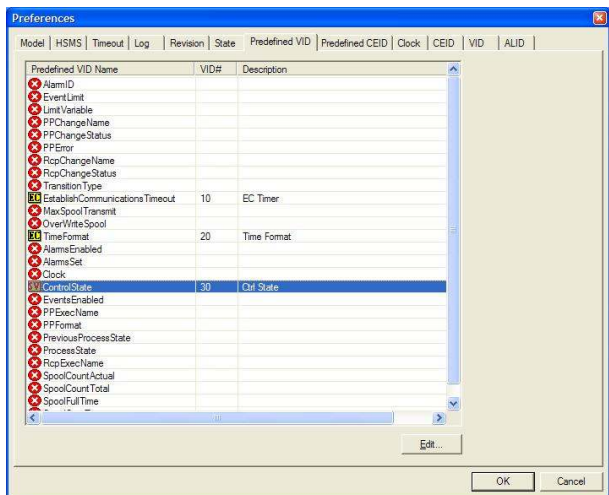 Preferences
Model HSMS Timeout Log Revision State Predefined VID Predefined CEID Clock CEID VID ALID
Predefined VID Name VID# Description
AlarmID
EventLimit
LimitVariable
PPChangeName
PPChangeStatus
PPError
RcpChangeName
RcpChangeStatus
TransitionType
EC EstablishCommunicationsTimeout 10 EC Timer
MaxSpoolTransmit
OverWriteSpool
EC TimeFormat 20 Time Format
AlarmsEnabled
AlarmsSet
Clock
SV ControlState 30 Ctrl State
EventsEnabled
PPExecName
PPFormat
PreviousProcessState
ProcessState
RcpExecName
SpoolCountActual
SpoolCountTotal
SpoolFullTime
Edit...
OK Cancel